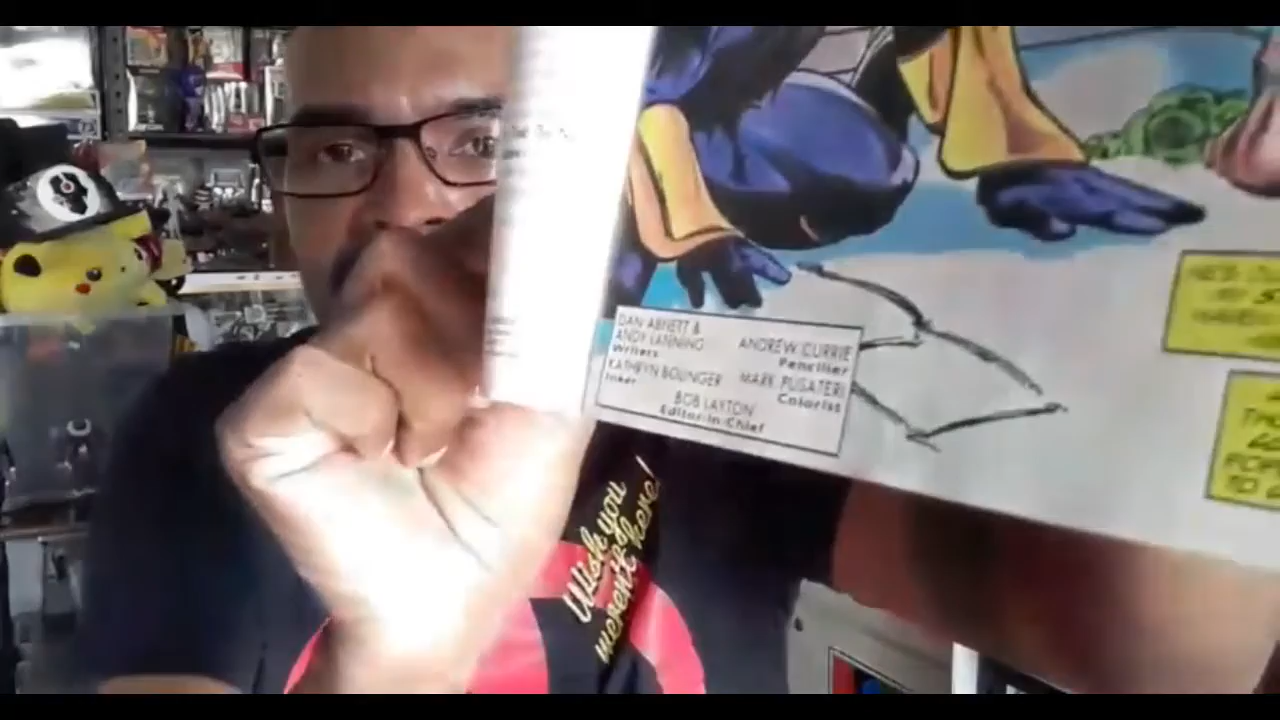 DAN ABNETT &
ANDY LANNING
Writers
ANDREW CURRIE
Penciller
KATHRYN BOLINGER
Inker
MARK PUSATERI
Colorist
BOB LAYTON
Editor-in-Chief
Wish you
weren't here!
HE'S